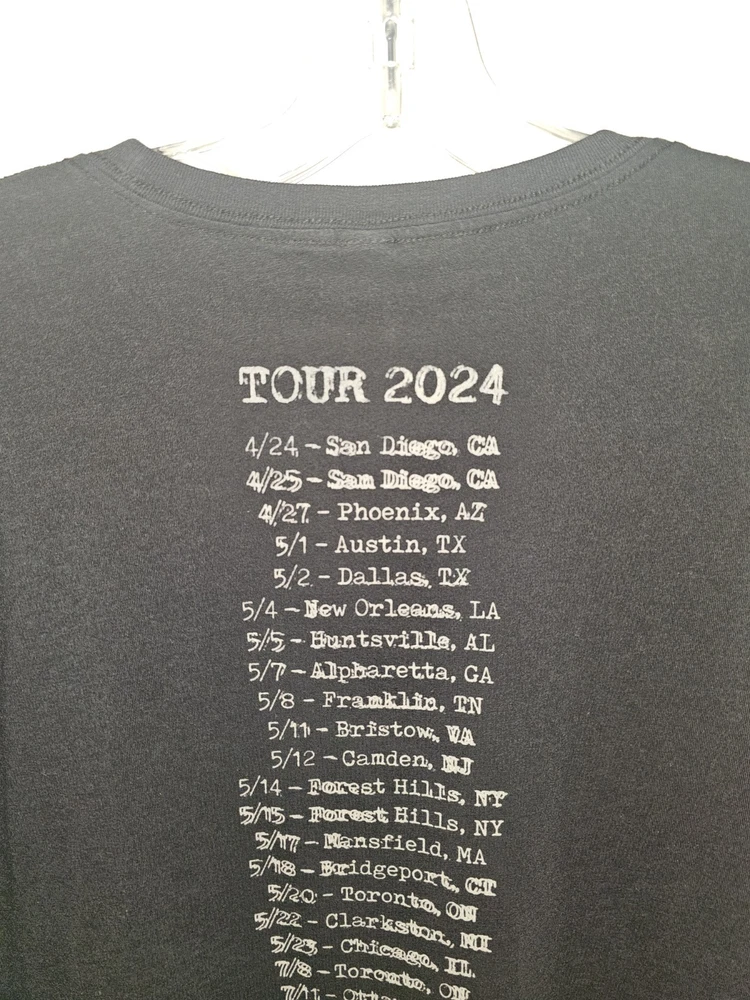 TOUR 2024
4/24 - San Diego, CA
4/25 - San Diego, CA
4/27 - Phoenix, AZ
5/1 - Austin, TX
5/2 - Dallas, TX
5/4 - New Orleans, LA
5/5 - Huntsville, AL
5/7 - Alpharetta, GA
5/8 - Franklin, TN
5/11 - Bristow, VA
5/12 - Camden, NJ
5/14 - Forest Hills, NY
5/15 - Forest Hills, NY
5/17 - Mansfield, MA
5/18 - Bridgeport, CT
5/20 - Toronto, ON
5/22 - Clarkston, MI
5/23 - Chicago, IL
7/8 - Toronto, ON
7/11 -